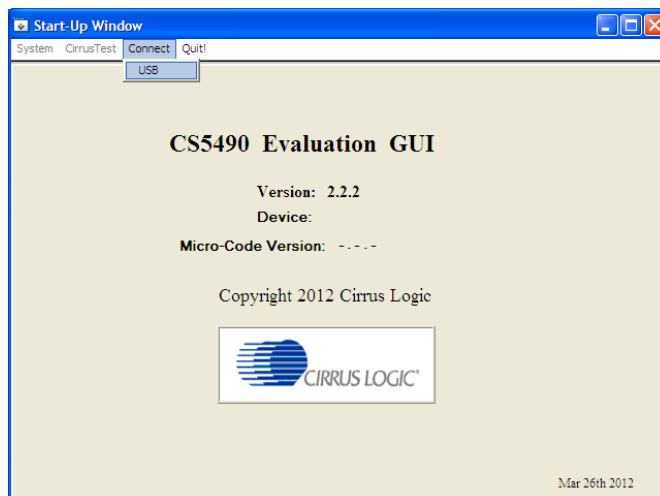 Start-Up Window
System CirrusTest Connect Quit!
USB
CS5490 Evaluation GUI
Version: 2.2.2
Device:
Micro-Code Version: -.-.-
Copyright 2012 Cirrus Logic
CIRRUS LOGIC®
Mar 26th 2012